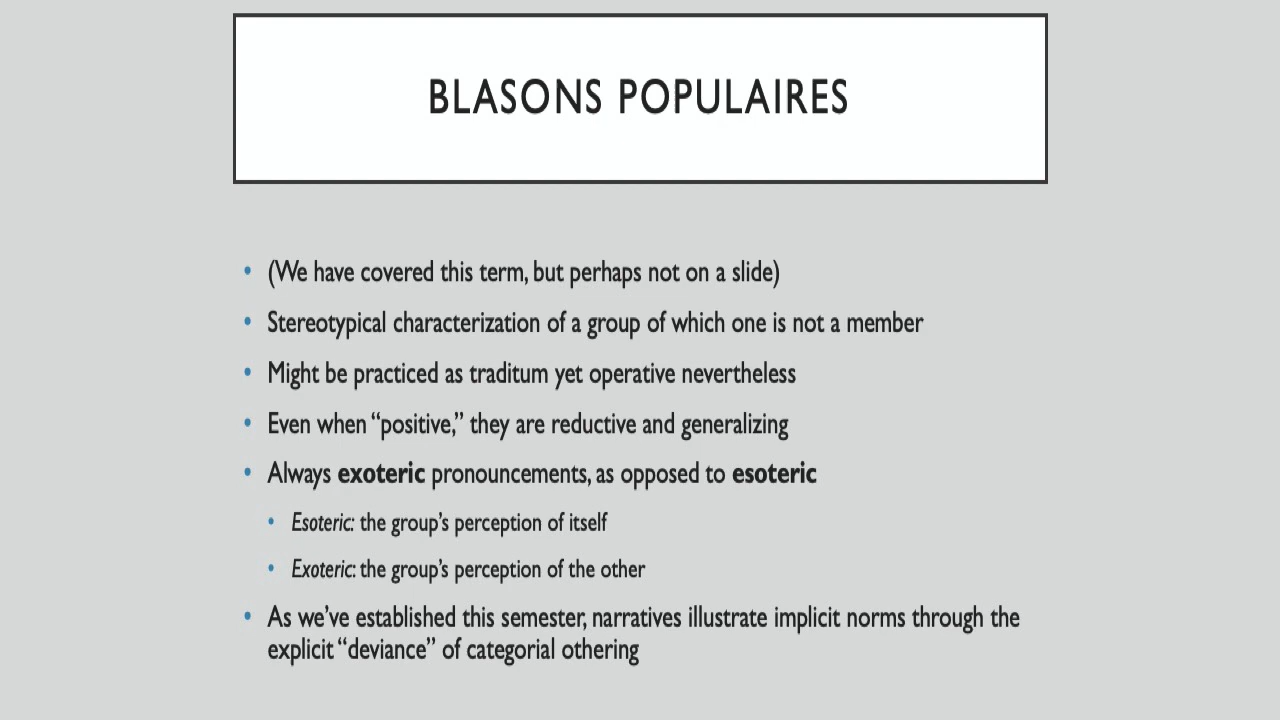 BLASONS POPULAIRES
• (We have covered this term, but perhaps not on a slide)
• Stereotypical characterization of a group of which one is not a member
• Might be practiced as traditum yet operative nevertheless
• Even when “positive,” they are reductive and generalizing
• Always exoteric pronouncements, as opposed to esoteric
• Esoteric: the group’s perception of itself
• Exoteric: the group’s perception of the other
• As we’ve established this semester, narratives illustrate implicit norms through the
explicit “deviance” of categorial othering